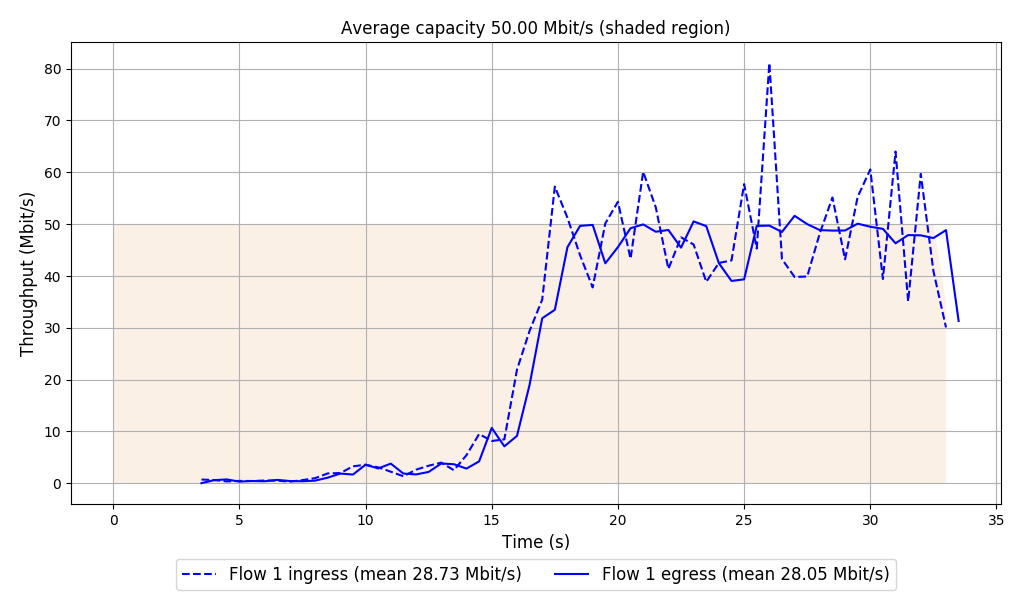 Average capacity 50.00 Mbit/s (shaded region)
80
70
60
50
40
30
20
10
0
Throughput (Mbit/s)
0 5 10 15 20 25 30 35
Time (s)
Flow 1 ingress (mean 28.73 Mbit/s) Flow 1 egress (mean 28.05 Mbit/s)